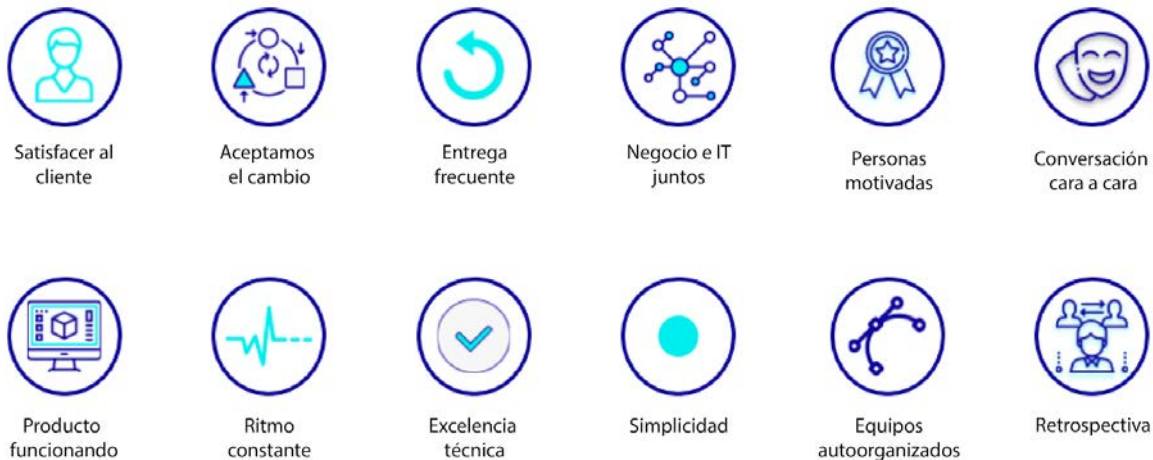 Satisfacer al
cliente
Aceptamos
el cambio
Entrega
frecuente
Negocio e IT
juntos
Personas
motivadas
Conversación
cara a cara
Producto
funcionando
Ritmo
constante
Excelencia
técnica
Simplicidad
Equipos
autoorganizados
Retrospectiva